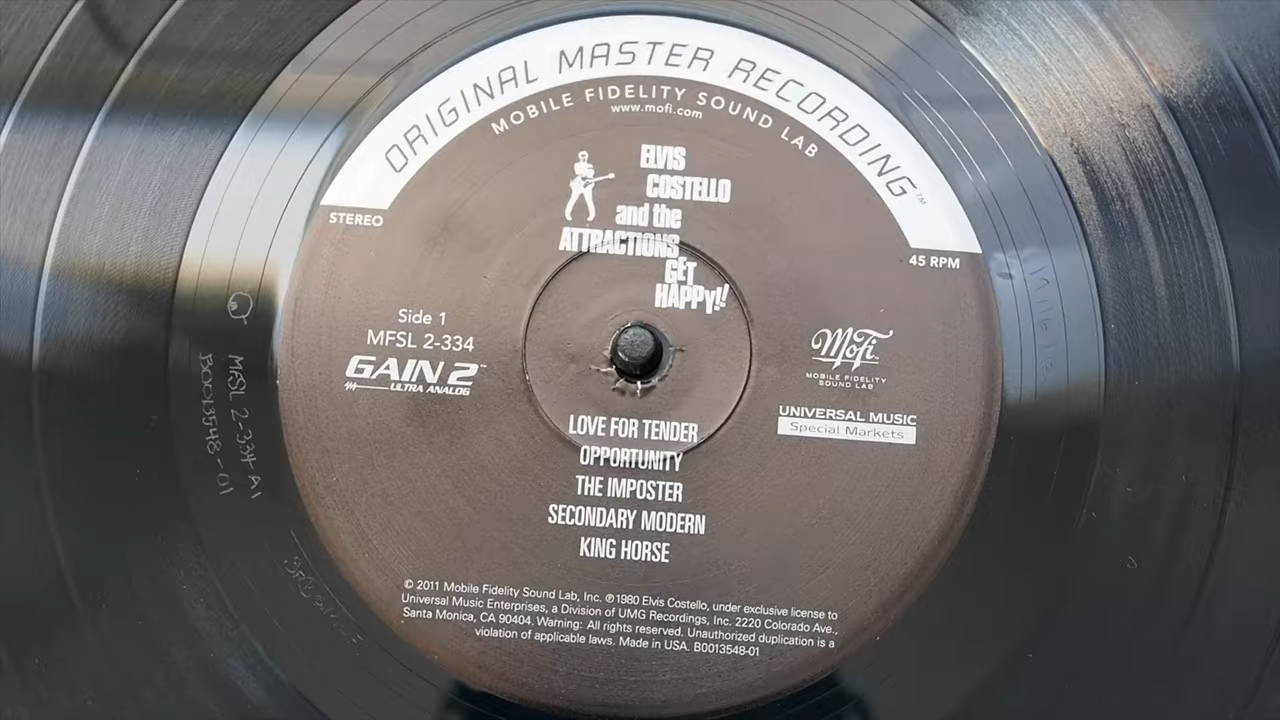 ORIGINAL MASTER RECORDING™
MOBILE FIDELITY SOUND LAB
www.mofi.com
ELVIS
COSTELLO
and the
ATTRACTIONS
GET
HAPPY!!
STEREO
45 RPM
Side 1
MFSL 2-334
GAIN 2™
ULTRA ANALOG
MoFi
MOBILE FIDELITY
SOUND LAB
UNIVERSAL MUSIC
Special Markets
LOVE FOR TENDER
OPPORTUNITY
THE IMPOSTER
SECONDARY MODERN
KING HORSE
© 2011 Mobile Fidelity Sound Lab, Inc. ℗1980 Elvis Costello, under exclusive license to
Universal Music Enterprises, a Division of UMG Recordings, Inc. 2220 Colorado Ave.,
Santa Monica, CA 90404. Warning: All rights reserved. Unauthorized duplication is a
violation of applicable laws. Made in USA. B0013548-01
2-334-A1